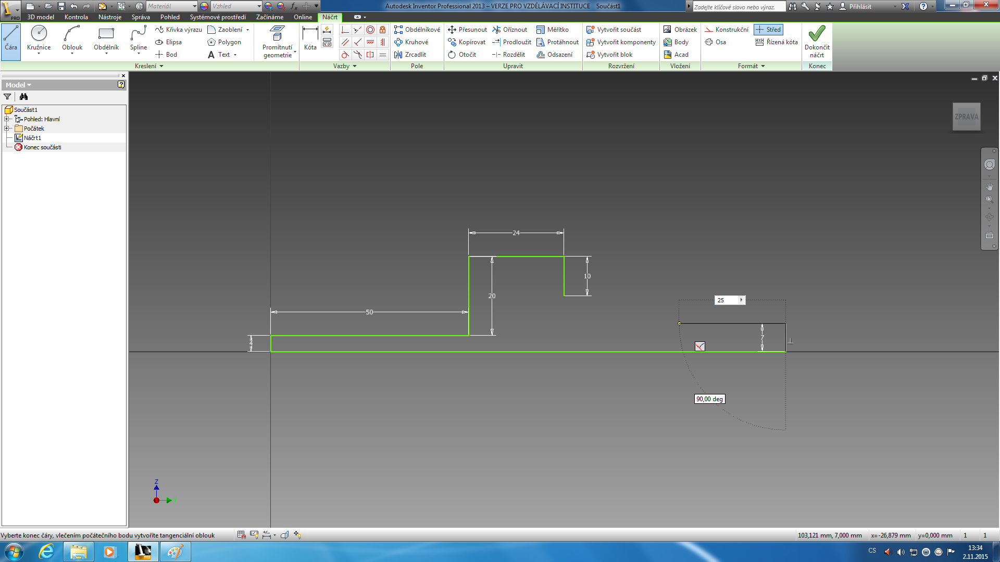 Materiál
Vzhled
Autodesk Inventor Professional 2013 – VERZE PRO VZDĚLÁVACÍ INSTITUCE Součást1
Zadejte klíčové slovo nebo výraz.
Přihlásit
PRO
3D model Kontrola Nástroje Správa Pohled Systémové prostředí Začínáme Online Náčrt
Čára
Kružnice
Oblouk
Obdélník
Spline
Křivka výrazu
Elipsa
Bod
Zaoblení
Polygon
Text
Promítnutí
geometrie
Kóta
Obdélníkové
Kruhové
Zrcadlit
Přesunout
Kopírovat
Otočit
Oříznout
Prodloužit
Rozdělit
Měřítko
Protáhnout
Odsazení
Vytvořit součást
Vytvořit komponenty
Vytvořit blok
Obrázek
Body
Acad
Konstrukční
Osa
Střed
Řízená kóta
Dokončit
náčrt
Kreslení
Vazby
Pole
Upravit
Rozvržení
Vložení
Formát
Konec
Model
Součást1
Pohled: Hlavní
Počátek
Náčrt1
Konec součásti
ZPRAVA
24
10
20
50
4
25
7
90,00 deg
Z
Vyberte konec čáry, vlečením počátečního bodu vytvoříte tangenciální oblouk
103,121 mm, 7,000 mm
x=-26,879 mm
y=0,000 mm
1
1
PRO
CS
13:34
2.11.2015